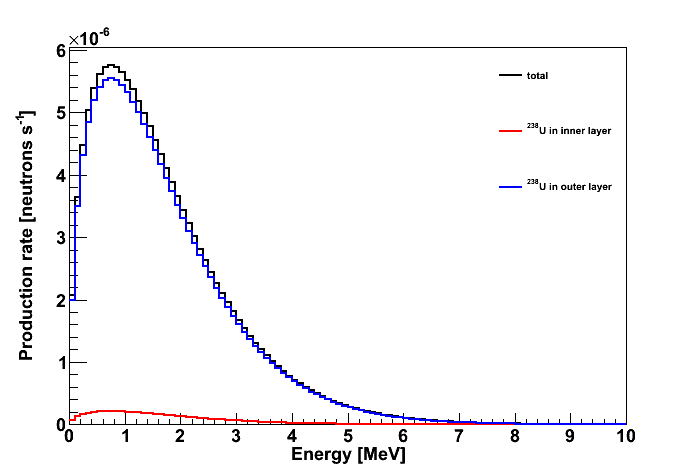 ×10⁻⁶
6
5
4
3
2
1
0
Production rate [neutrons s⁻¹]
total
²³⁸U in inner layer
²³⁸U in outer layer
0 1 2 3 4 5 6 7 8 9 10
Energy [MeV]